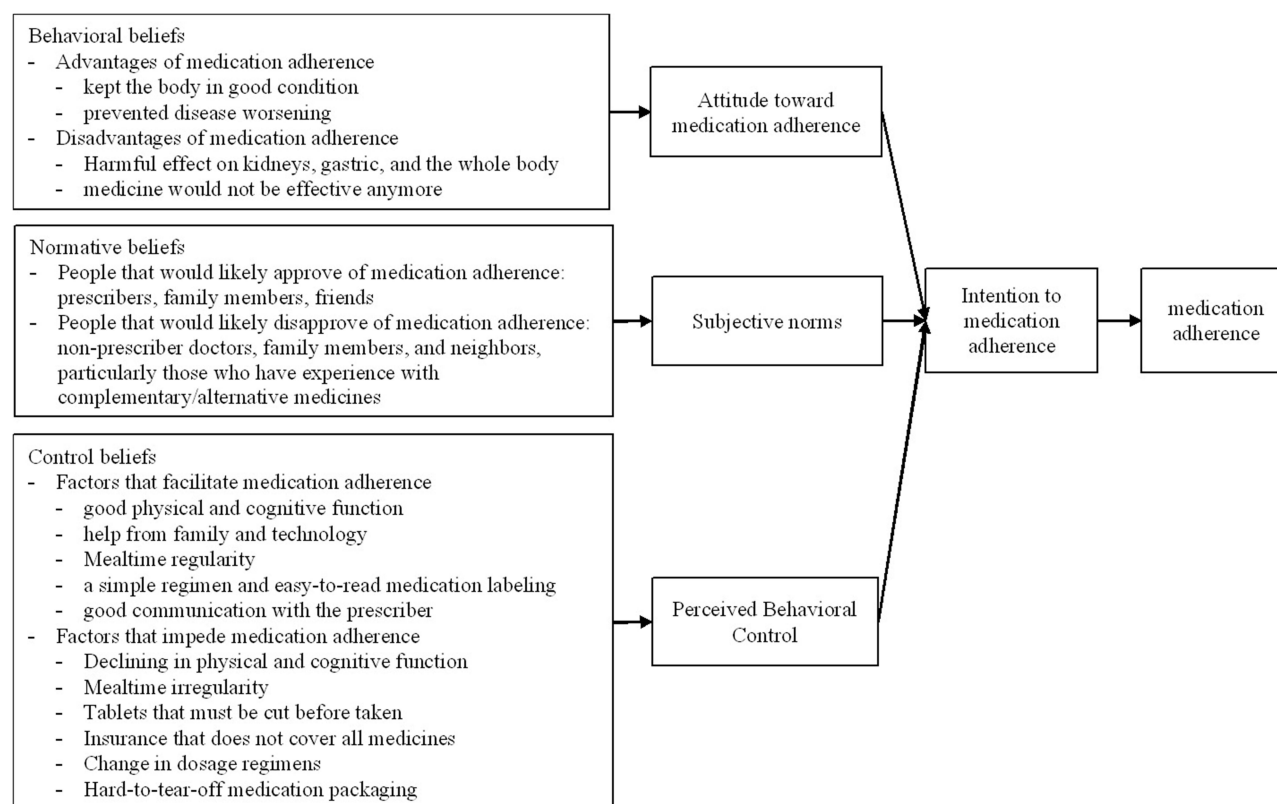 Behavioral beliefs
- Advantages of medication adherence
- kept the body in good condition
- prevented disease worsening
- Disadvantages of medication adherence
- Harmful effect on kidneys, gastric, and the whole body
- medicine would not be effective anymore
Attitude toward
medication adherence
Normative beliefs
- People that would likely approve of medication adherence:
prescribers, family members, friends
- People that would likely disapprove of medication adherence:
non-prescriber doctors, family members, and neighbors,
particularly those who have experience with
complementary/alternative medicines
Subjective norms
Intention to
medication
adherence
medication
adherence
Control beliefs
- Factors that facilitate medication adherence
- good physical and cognitive function
- help from family and technology
- Mealtime regularity
- a simple regimen and easy-to-read medication labeling
- good communication with the prescriber
- Factors that impede medication adherence
- Declining in physical and cognitive function
- Mealtime irregularity
- Tablets that must be cut before taken
- Insurance that does not cover all medicines
- Change in dosage regimens
- Hard-to-tear-off medication packaging
Perceived Behavioral
Control